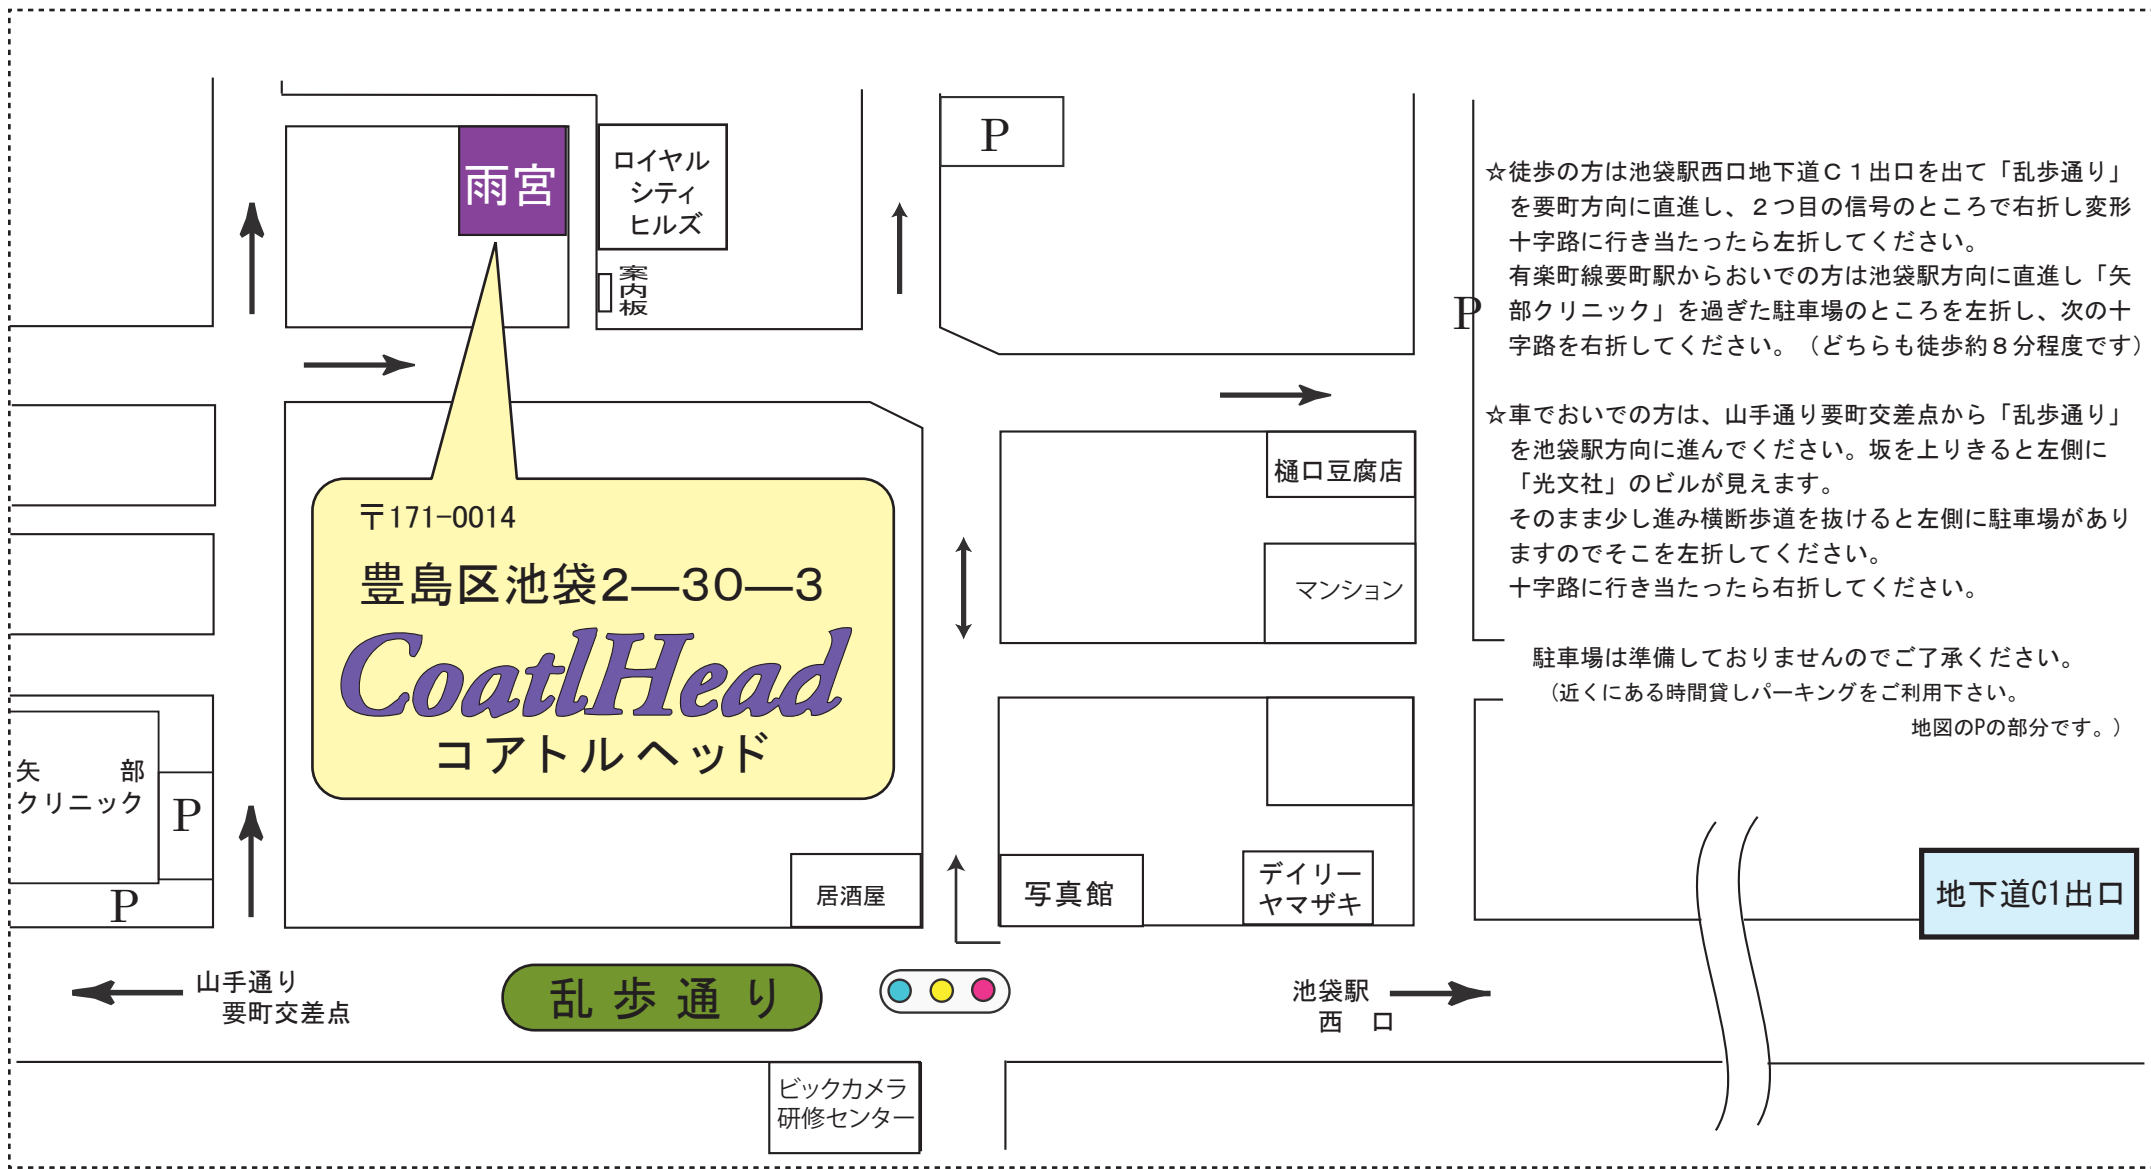 P
雨宮
ロイヤル
シティ
ヒルズ
案内板
☆徒歩の方は池袋駅西口地下道Ｃ１出口を出て「乱歩通り」
を要町方向に直進し、２つ目の信号のところで右折し変形
十字路に行き当たったら左折してください。
有楽町線要町駅からおいでの方は池袋駅方向に直進し「矢
部クリニック」を過ぎた駐車場のところを左折し、次の十
字路を右折してください。（どちらも徒歩約８分程度です）
P
☆車でおいでの方は、山手通り要町交差点から「乱歩通り」
を池袋駅方向に進んでください。坂を上りきると左側に
「光文社」のビルが見えます。
そのまま少し進み横断歩道を抜けると左側に駐車場があり
ますのでそこを左折してください。
十字路に行き当たったら右折してください。
駐車場は準備しておりませんのでご了承ください。
（近くにある時間貸しパーキングをご利用下さい。
地図のPの部分です。）
樋口豆腐店
マンション
〒171-0014
豊島区池袋2―30―3
CoatlHead
コアトルヘッド
矢　部
クリニック
P
P
居酒屋
写真館
デイリー
ヤマザキ
地下道C1出口
山手通り
要町交差点
乱歩通り
池袋駅
西　口
ビックカメラ
研修センター